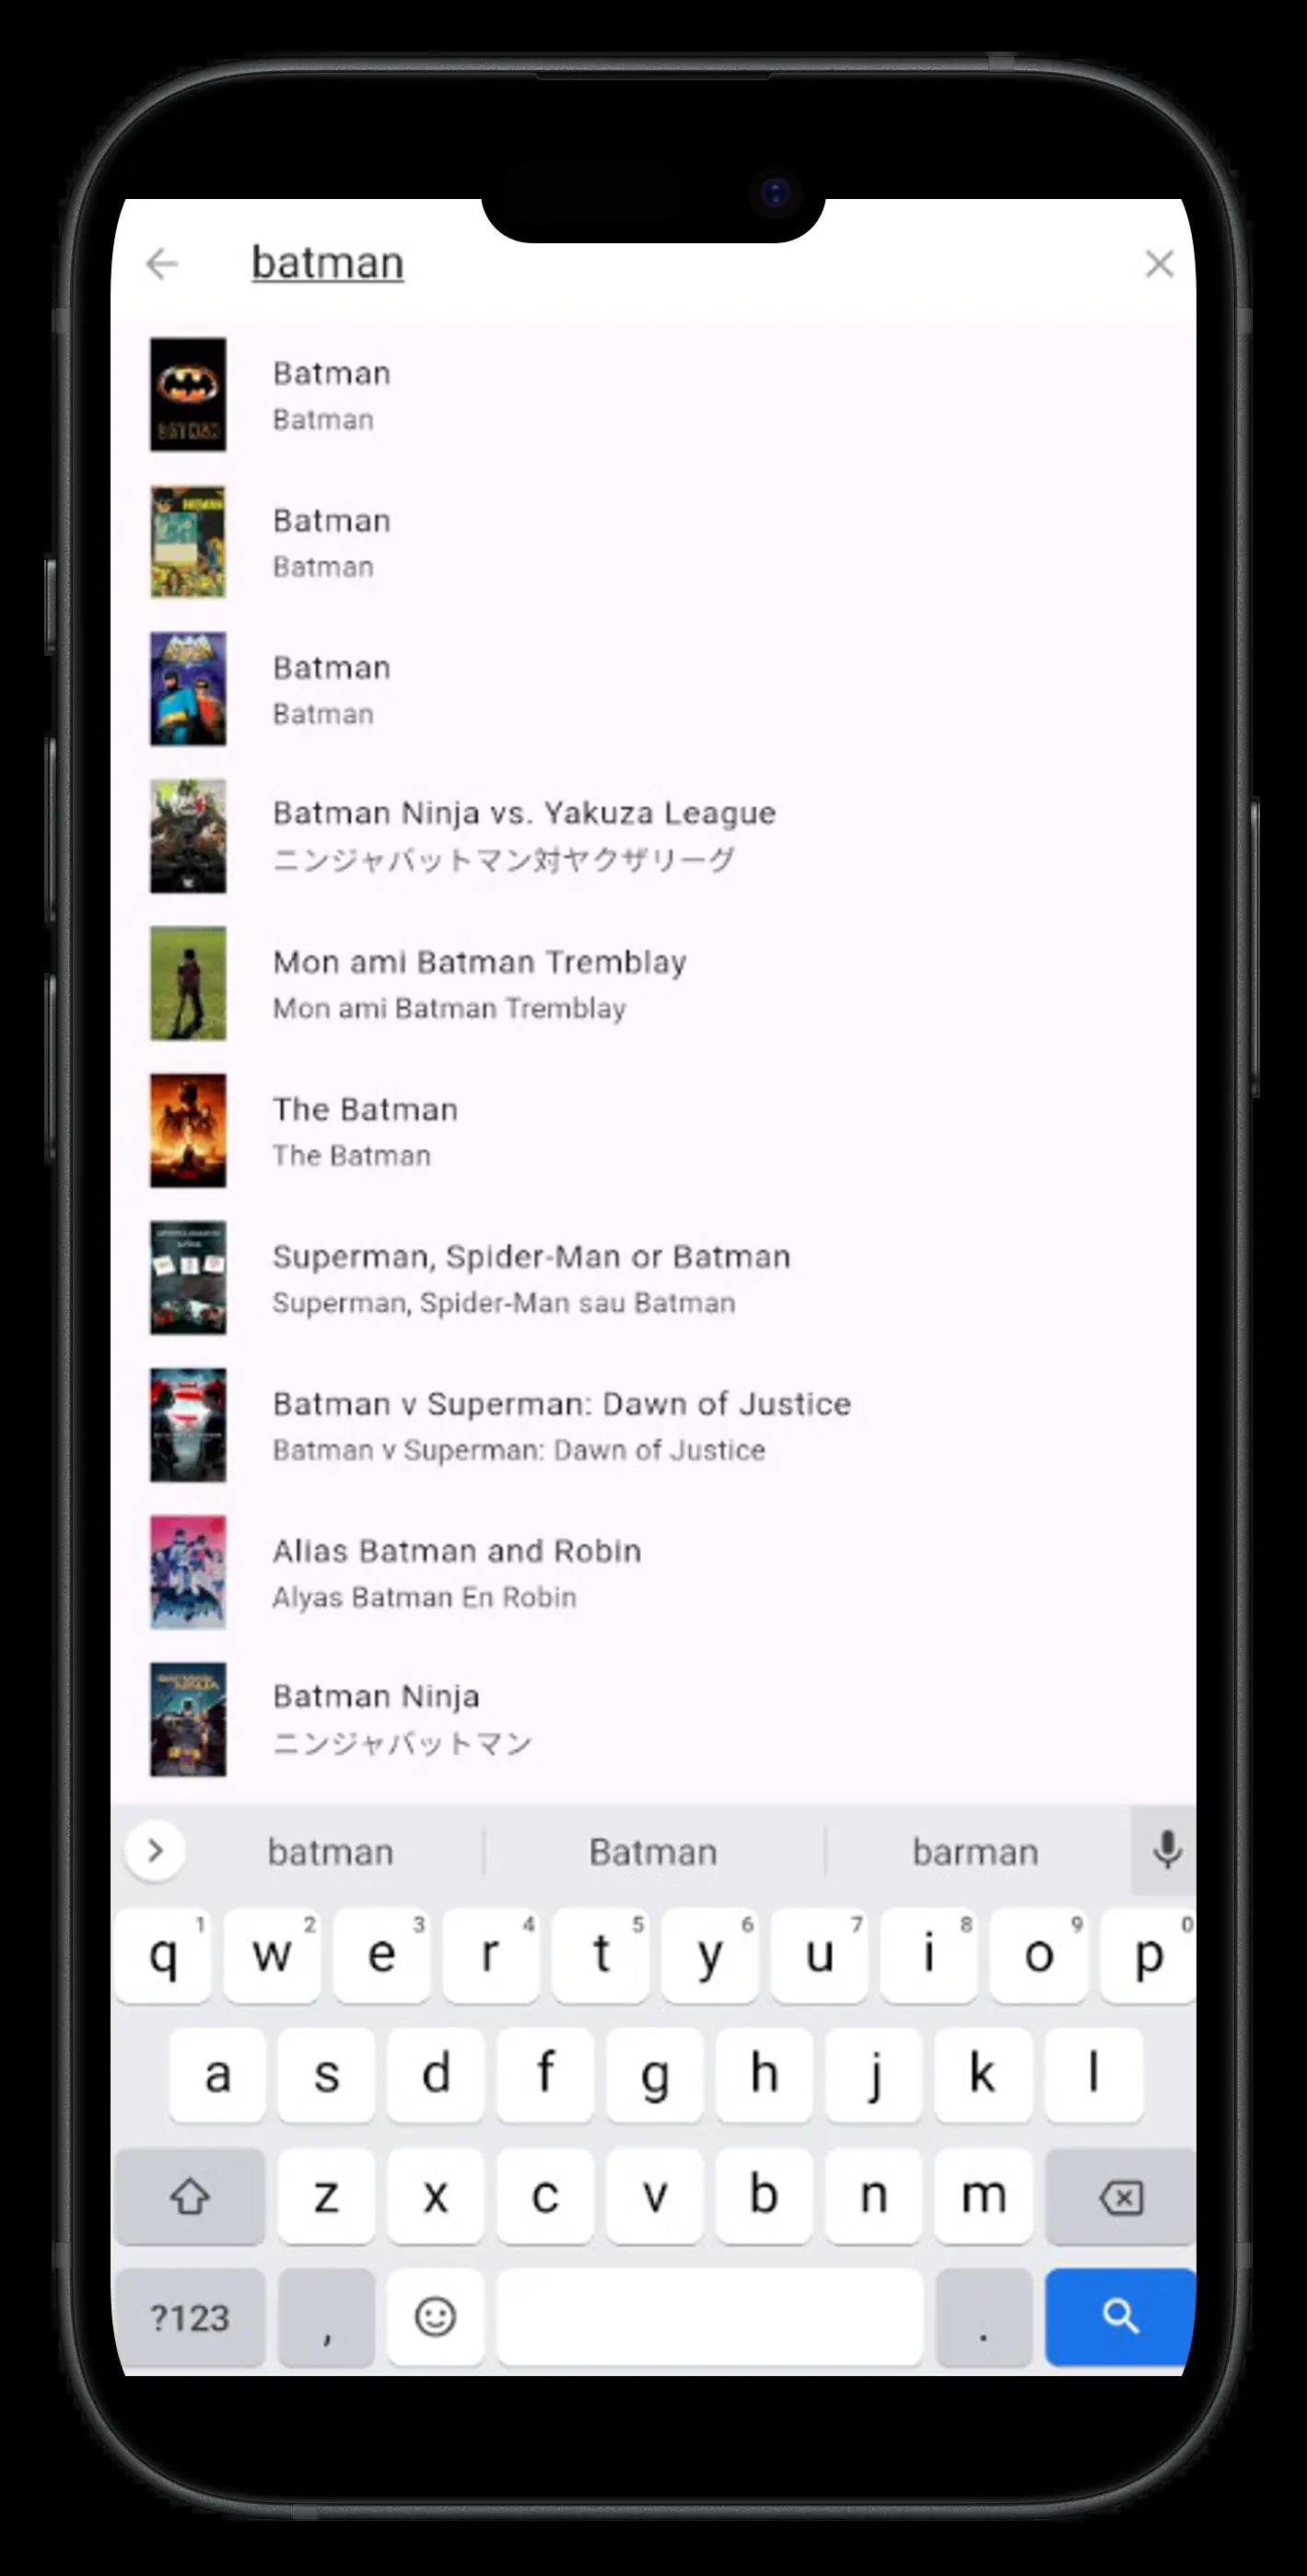 batman
Batman
Batman
Batman
Batman
Batman
Batman
Batman Ninja vs. Yakuza League
ニンジャバットマン対ヤクザリーグ
Mon ami Batman Tremblay
Mon ami Batman Tremblay
The Batman
The Batman
Superman, Spider-Man or Batman
Superman, Spider-Man sau Batman
Batman v Superman: Dawn of Justice
Batman v Superman: Dawn of Justice
Alias Batman and Robin
Alyas Batman En Robin
Batman Ninja
ニンジャバットマン
batman Batman barman
q 1 w 2 e 3 r 4 t 5 y 6 u 7 i 8 o 9 p 0
a s d f g h j k l
z x c v b n m
?123 , .